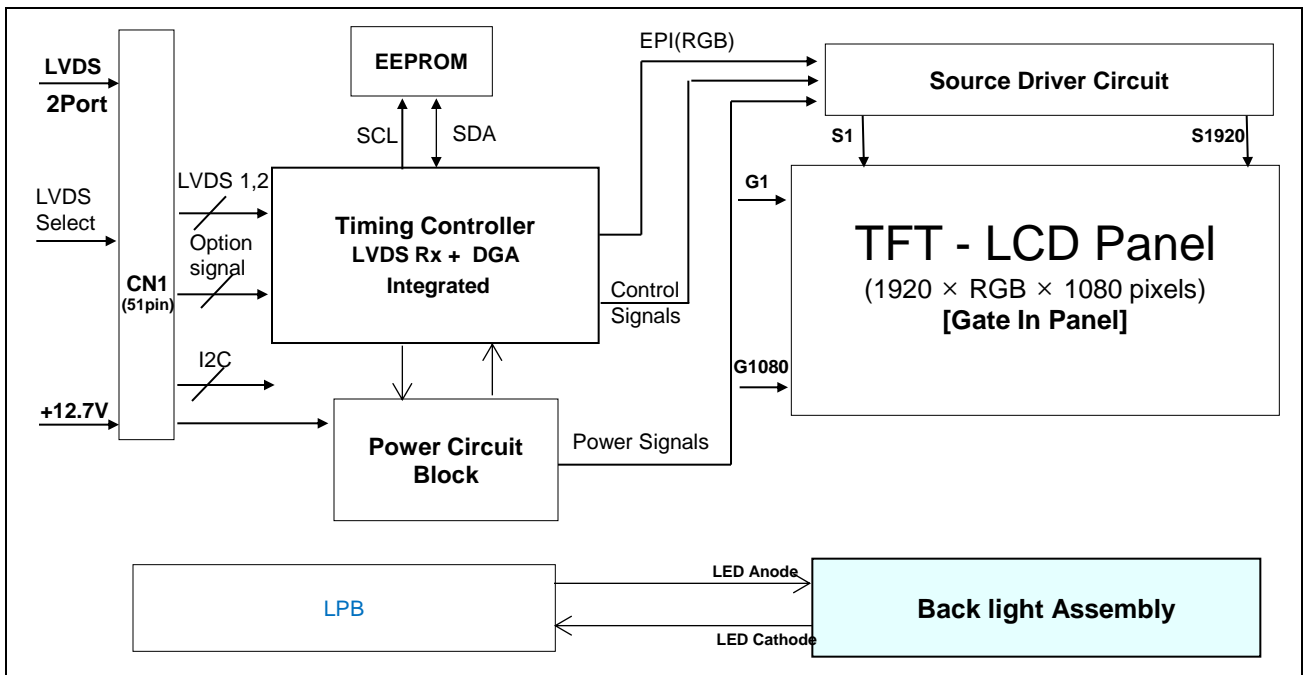 LVDS
2Port
LVDS
Select
+12.7V
CN1
(51pin)
LVDS 1,2
Option
signal
I2C
EEPROM
SCL
SDA
Timing Controller
LVDS Rx + DGA
Integrated
Power Circuit
Block
EPI(RGB)
Control
Signals
Power Signals
Source Driver Circuit
S1
S1920
G1
G1080
TFT - LCD Panel
(1920 × RGB × 1080 pixels)
[Gate In Panel]
LPB
LED Anode
LED Cathode
Back light Assembly